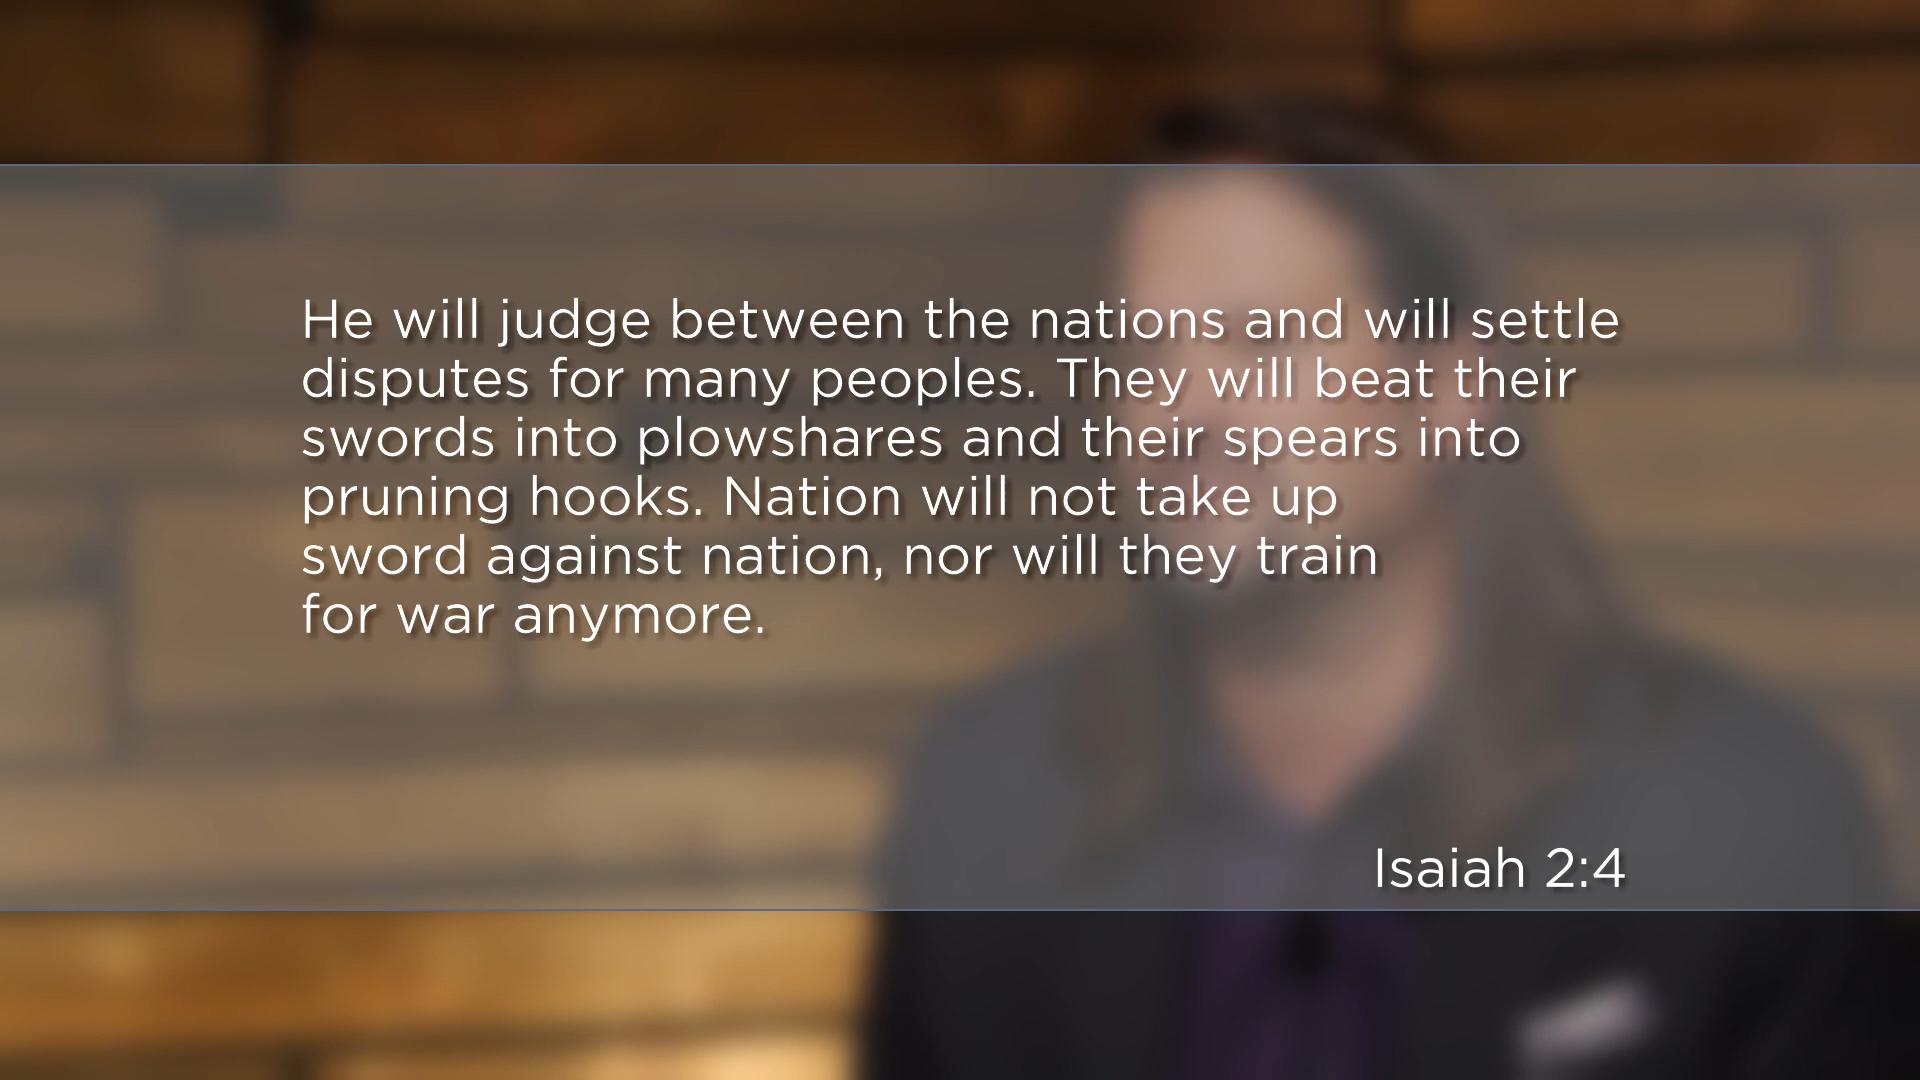 He will judge between the nations and will settle
disputes for many peoples. They will beat their
swords into plowshares and their spears into
pruning hooks. Nation will not take up
sword against nation, nor will they train
for war anymore.
Isaiah 2:4